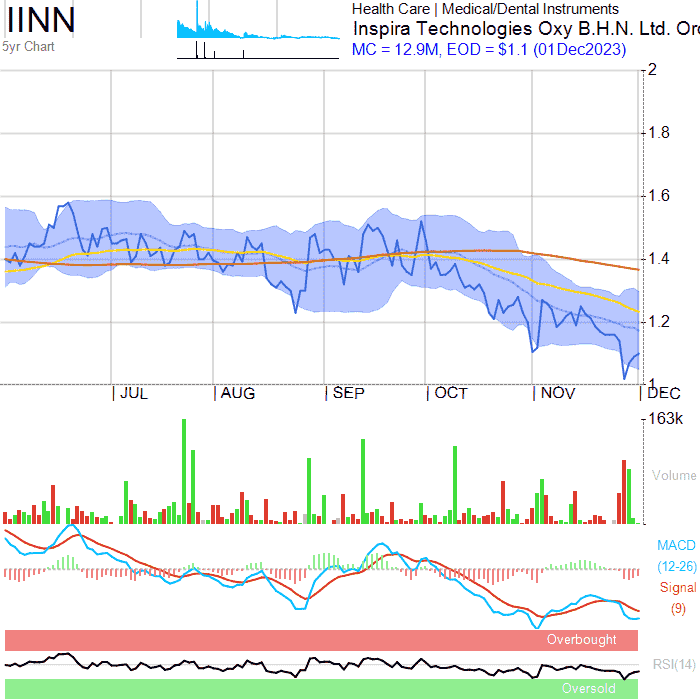 IINN
5yr Chart
Health Care | Medical/Dental Instruments
Inspira Technologies Oxy B.H.N. Ltd. Ord
MC = 12.9M, EOD = $1.1 (01Dec2023)
2
1.8
1.6
1.4
1.2
1
JUL AUG SEP OCT NOV DEC
163k
Volume
MACD
(12-26)
Signal
(9)
Overbought
RSI(14)
Oversold